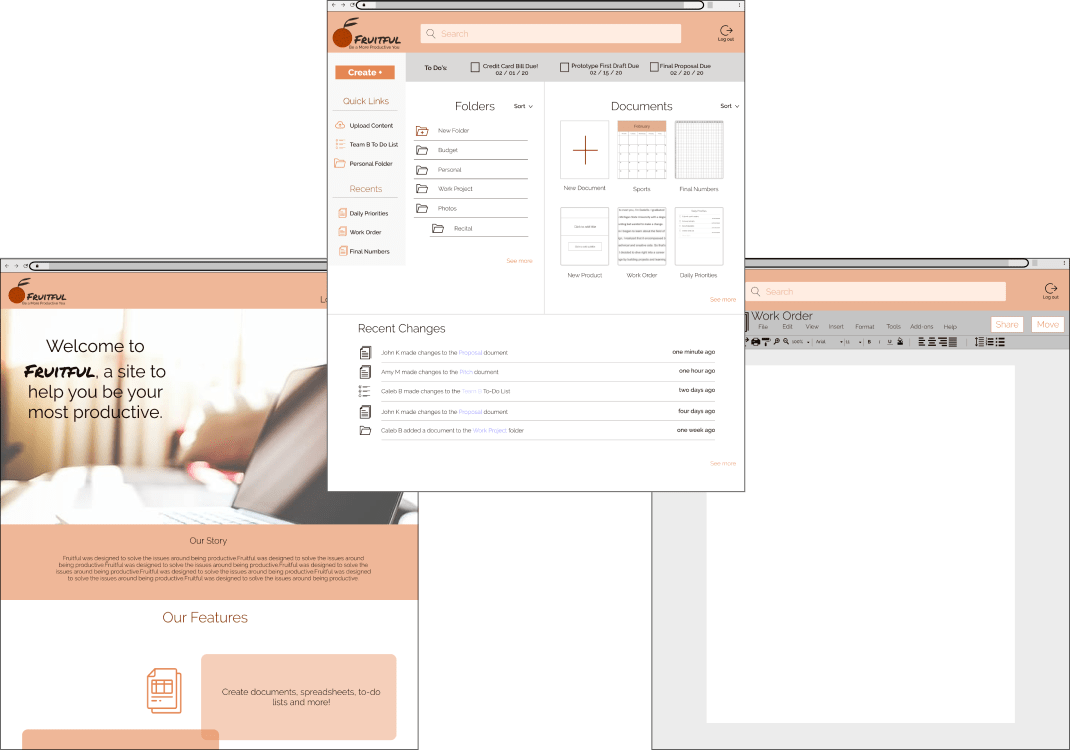 FRUITFUL
Be a More Productive You
Search
Log out
Create +
To Do's:
Credit Card Bill Due!
02 / 01 / 20
Prototype First Draft Due
02 / 15 / 20
Final Proposal Due
02 / 20 / 20
Quick Links
Upload Content
Team B To Do List
Personal Folder
Recents
Daily Priorities
Work Order
Final Numbers
Folders
Sort
New Folder
Budget
Personal
Work Project
Photos
Recital
See more
Documents
Sort
February
New Document
Sports
Final Numbers
New Product
Work Order
Daily Priorities
See more
Recent Changes
John K made changes to the Proposal doument
one minute ago
Amy M made changes to the Pitch doument
one hour ago
Caleb B made changes to the Team B To-Do List
two days ago
John K made changes to the Proposal doument
four days ago
Caleb B added a document to the Work Project folder
one week ago
See more
FRUITFUL
Be a More Productive You
Lo
Welcome to
FRUITFUL, a site to
help you be your
most productive.
Our Story
Fruitful was designed to solve the issues around being productive.Fruitful was designed to solve the issues around
being productive.Fruitful was designed to solve the issues around being productive.Fruitful was designed to solve the
issues around being productive.Fruitful was designed to solve the issues around being productive.Fruitful was designed
to solve the issues around being productive.Fruitful was designed to solve the issues around being productive
Our Features
Create documents, spreadsheets, to-do
lists and more!
Search
Log out
Work Order
File Edit View Insert Format Tools Add-ons Help
Share
Move
100%
Arial
12
B I U